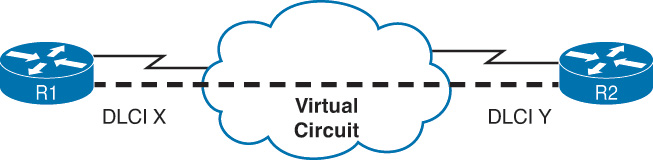 R1
DLCI X
Virtual
Circuit
DLCI Y
R2